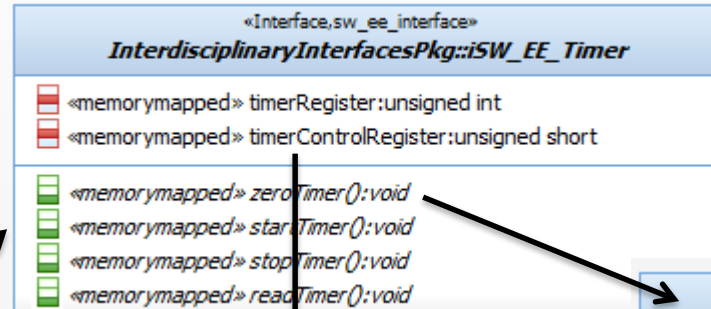 «Interface,sw_ee_interface»
InterdisciplinaryInterfacesPkg::iSW_EE_Timer
«memorymapped» timerRegister:unsigned int
«memorymapped» timerControlRegister:unsigned short
«memorymapped» zeroTimer():void
«memorymapped» startTimer():void
«memorymapped» stopTimer():void
«memorymapped» readTimer():void